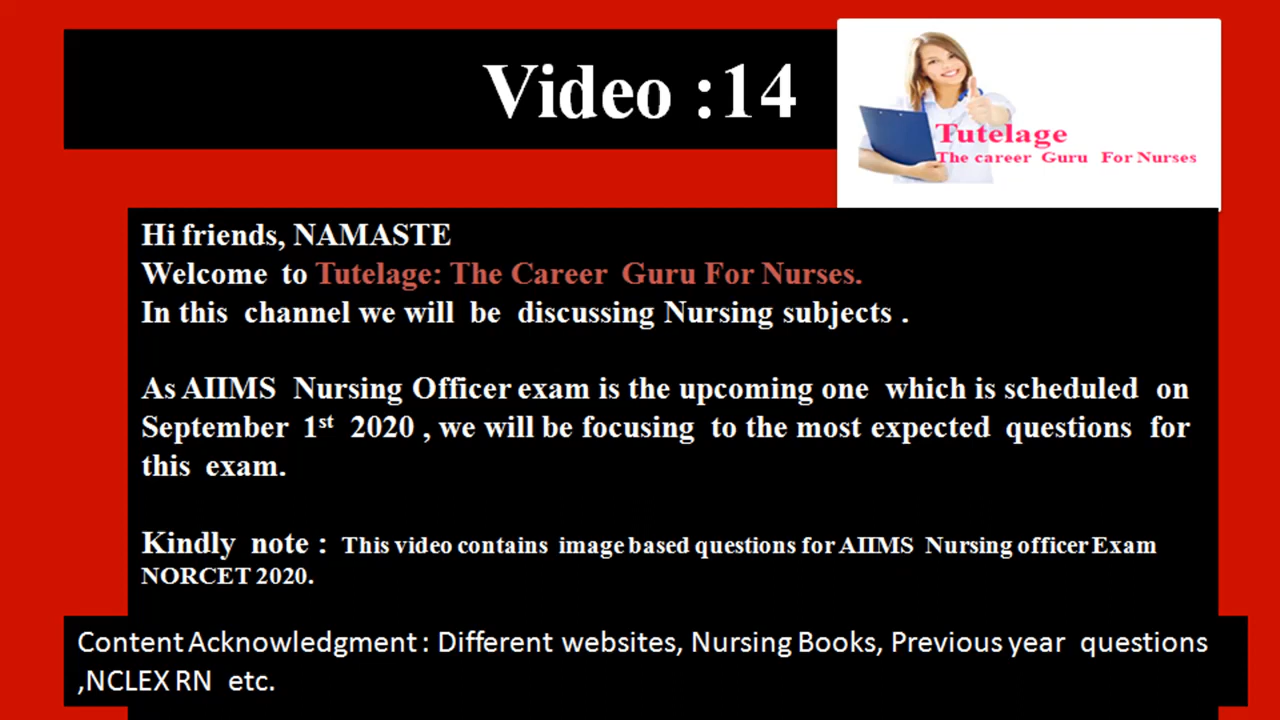 Video :14
Tutelage
The career Guru For Nurses
Hi friends, NAMASTE
Welcome to Tutelage: The Career Guru For Nurses.
In this channel we will be discussing Nursing subjects .
As AIIMS Nursing Officer exam is the upcoming one which is scheduled on
September 1st 2020 , we will be focusing to the most expected questions for
this exam.
Kindly note : This video contains image based questions for AIIMS Nursing officer Exam
NORCET 2020.
Content Acknowledgment : Different websites, Nursing Books, Previous year questions
,NCLEX RN etc.